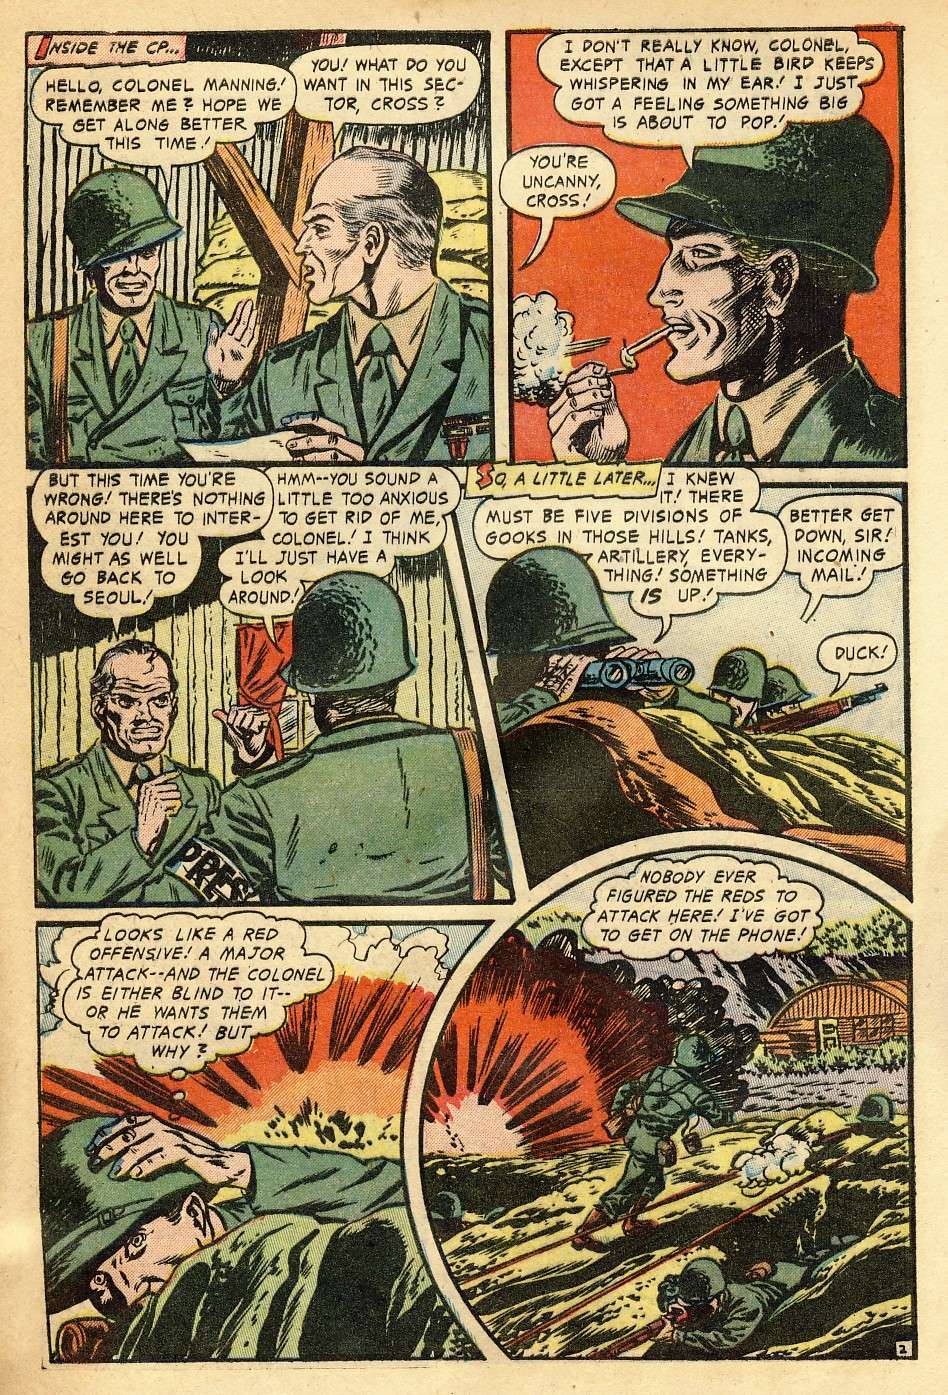 INSIDE THE CP...
HELLO, COLONEL MANNING!
REMEMBER ME? HOPE WE
GET ALONG BETTER
THIS TIME!
YOU! WHAT DO YOU
WANT IN THIS SEC-
TOR, CROSS?
I DON'T REALLY KNOW, COLONEL,
EXCEPT THAT A LITTLE BIRD KEEPS
WHISPERING IN MY EAR! I JUST
GOT A FEELING SOMETHING BIG
IS ABOUT TO POP!
YOU'RE
UNCANNY,
CROSS!
BUT THIS TIME YOU'RE
WRONG! THERE'S NOTHING
AROUND HERE TO INTER-
EST YOU! YOU
MIGHT AS WELL
GO BACK TO
SEOUL!
HMM--YOU SOUND A
LITTLE TOO ANXIOUS
TO GET RID OF ME,
COLONEL! I THINK
I'LL JUST HAVE A
LOOK
AROUND!
PRESS
SO, A LITTLE LATER...
I KNEW
IT! THERE
MUST BE FIVE DIVISIONS OF
GOOKS IN THOSE HILLS! TANKS,
ARTILLERY, EVERY-
THING! SOMETHING
IS UP!
BETTER GET
DOWN, SIR!
INCOMING
MAIL!
DUCK!
LOOKS LIKE A RED
OFFENSIVE! A MAJOR
ATTACK--AND THE COLONEL
IS EITHER BLIND TO IT--
OR HE WANTS THEM
TO ATTACK! BUT
WHY?
NOBODY EVER
FIGURED THE REDS TO
ATTACK HERE! I'VE GOT
TO GET ON THE PHONE!
2